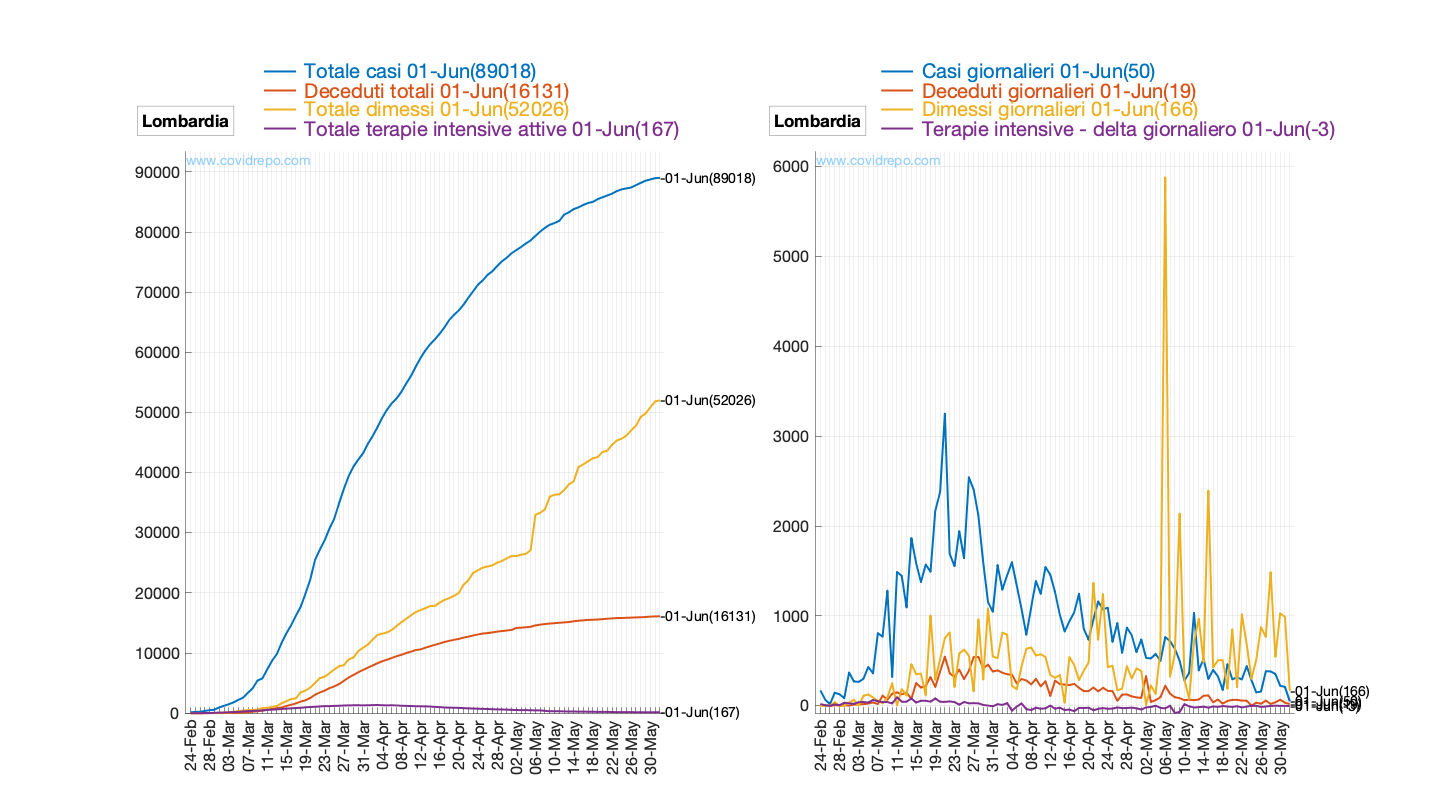 Totale casi 01-Jun(89018)
Deceduti totali 01-Jun(16131)
Totale dimessi 01-Jun(52026)
Totale terapie intensive attive 01-Jun(167)
Lombardia
www.covidrepo.com
90000
80000
70000
60000
50000
40000
30000
20000
10000
0
-01-Jun(89018)
-01-Jun(52026)
-01-Jun(16131)
-01-Jun(167)
24-Feb
28-Feb
03-Mar
07-Mar
11-Mar
15-Mar
19-Mar
23-Mar
27-Mar
31-Mar
04-Apr
08-Apr
12-Apr
16-Apr
20-Apr
24-Apr
28-Apr
02-May
06-May
10-May
14-May
18-May
22-May
26-May
30-May
Casi giornalieri 01-Jun(50)
Deceduti giornalieri 01-Jun(19)
Dimessi giornalieri 01-Jun(166)
Terapie intensive - delta giornaliero 01-Jun(-3)
Lombardia
www.covidrepo.com
6000
5000
4000
3000
2000
1000
0
-01-Jun(166)
-01-Jun(-3)
24-Feb
28-Feb
03-Mar
07-Mar
11-Mar
15-Mar
19-Mar
23-Mar
27-Mar
31-Mar
04-Apr
08-Apr
12-Apr
16-Apr
20-Apr
24-Apr
28-Apr
02-May
06-May
10-May
14-May
18-May
22-May
26-May
30-May